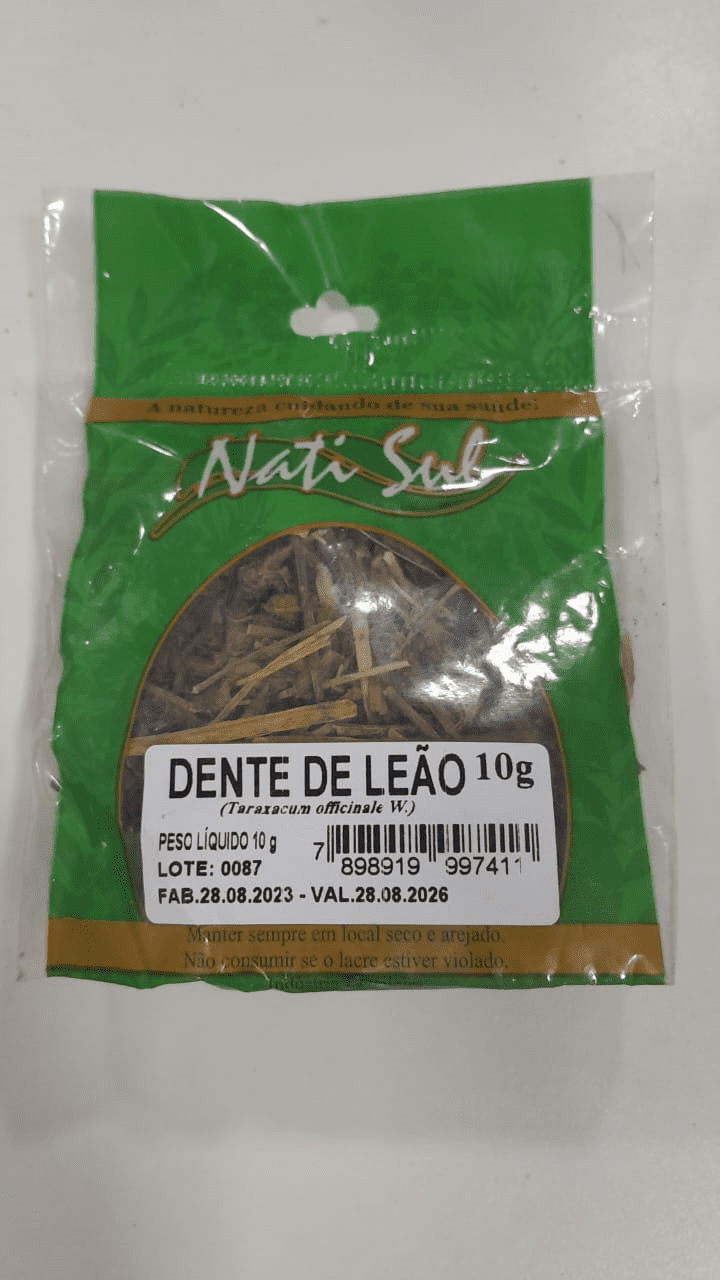 A natureza cuidando de sua saúde!
Nati Sul
DENTE DE LEÃO 10g
(Taraxacum officinale W.)
PESO LÍQUIDO 10 g
LOTE: 0087
FAB.28.08.2023 - VAL.28.08.2026
7 898919 997411
Manter sempre em local seco e arejado.
Não consumir se o lacre estiver violado.
Indústria